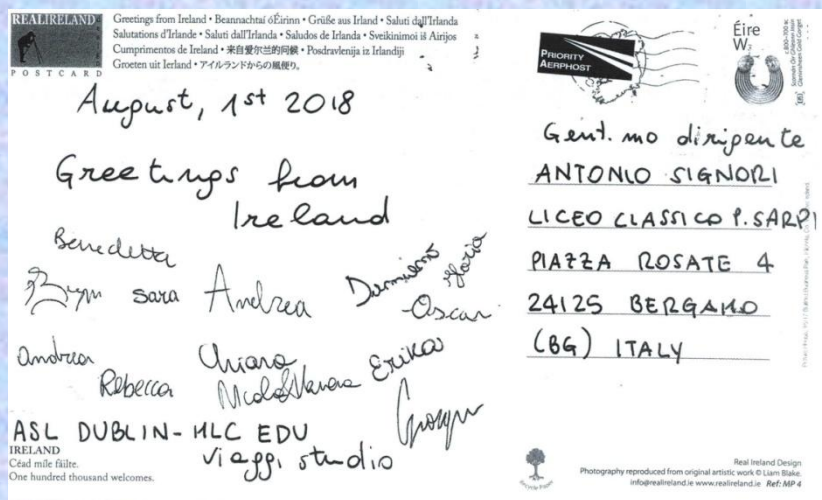 REALIRELAND
POSTCARD
Greetings from Ireland • Beannachtaí óÉirinn • Grüße aus Irland • Saluti dall'Irlanda
Salutations d'Irlande • Saluti dall'Irlanda • Saludos de Irlanda • Sveikinimoi iš Airijos
Cumprimentos de Ireland • 来自爱尔兰的问候 • Posdravlenija iz Irlandiji
Groeten uit Ierland • アイルランドからの風便り。
PRIORITY
AERPHOST
Éire
W
August, 1st 2018
Greetings from
Ireland
Benedetta
sara Andrea Damiano Gloria
Oscar
Andrea Chiara Erika
Rebecca
ASL DUBLIN - MLC EDU
viaggi studio
IRELAND
Céad míle fáilte.
One hundred thousand welcomes.
Gent.mo dirigente
ANTONIO SIGNORI
LICEO CLASSICO P. SARPI
PIAZZA ROSATE 4
24125 BERGAMO
(BG) ITALY
Recycle Paper
Real Ireland Design
Photography reproduced from original artistic work © Liam Blake.
info@realireland.ie www.realireland.ie Ref: MP 4